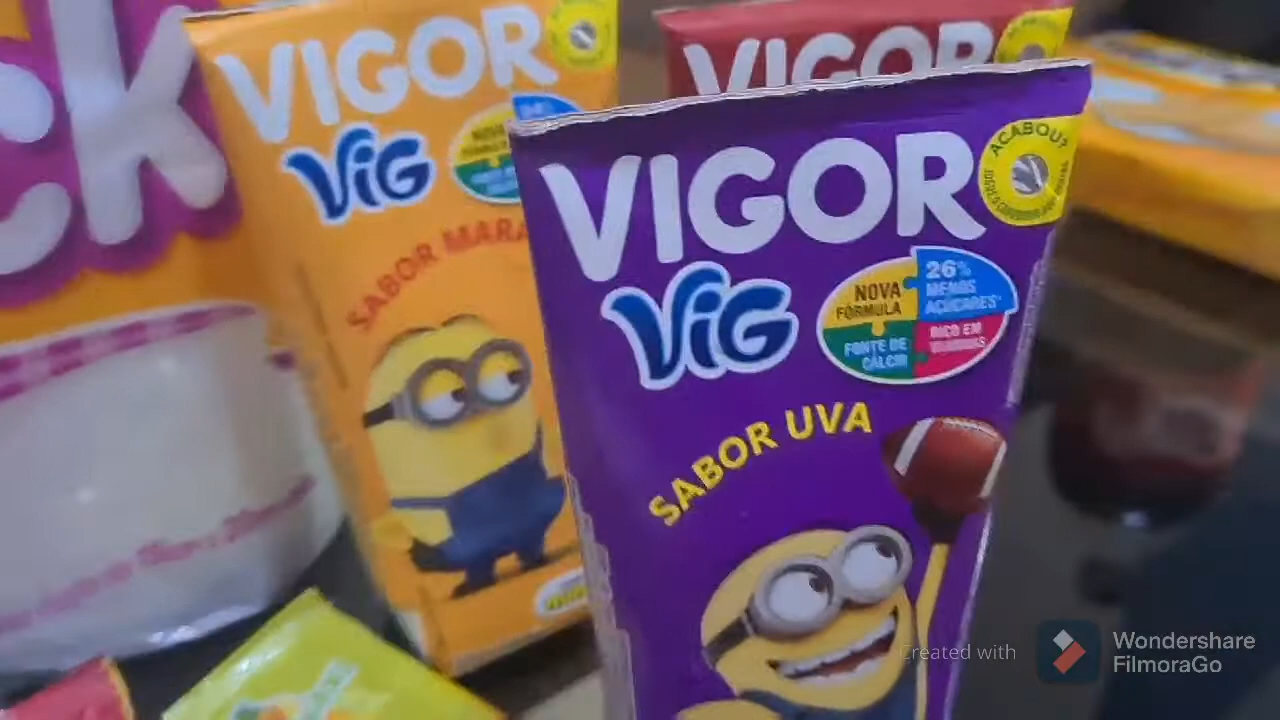 ck
VIGOR
ViG
NOVA
SABOR MARA
VIGOR
VIGOR
ACABOU?
ViG
NOVA
FÓRMULA
26%
MENOS
AÇÚCARES*
FONTE DE
CÁLCIO
RICO EM
VITAMINAS
SABOR UVA
Created with
Wondershare
FilmoraGo